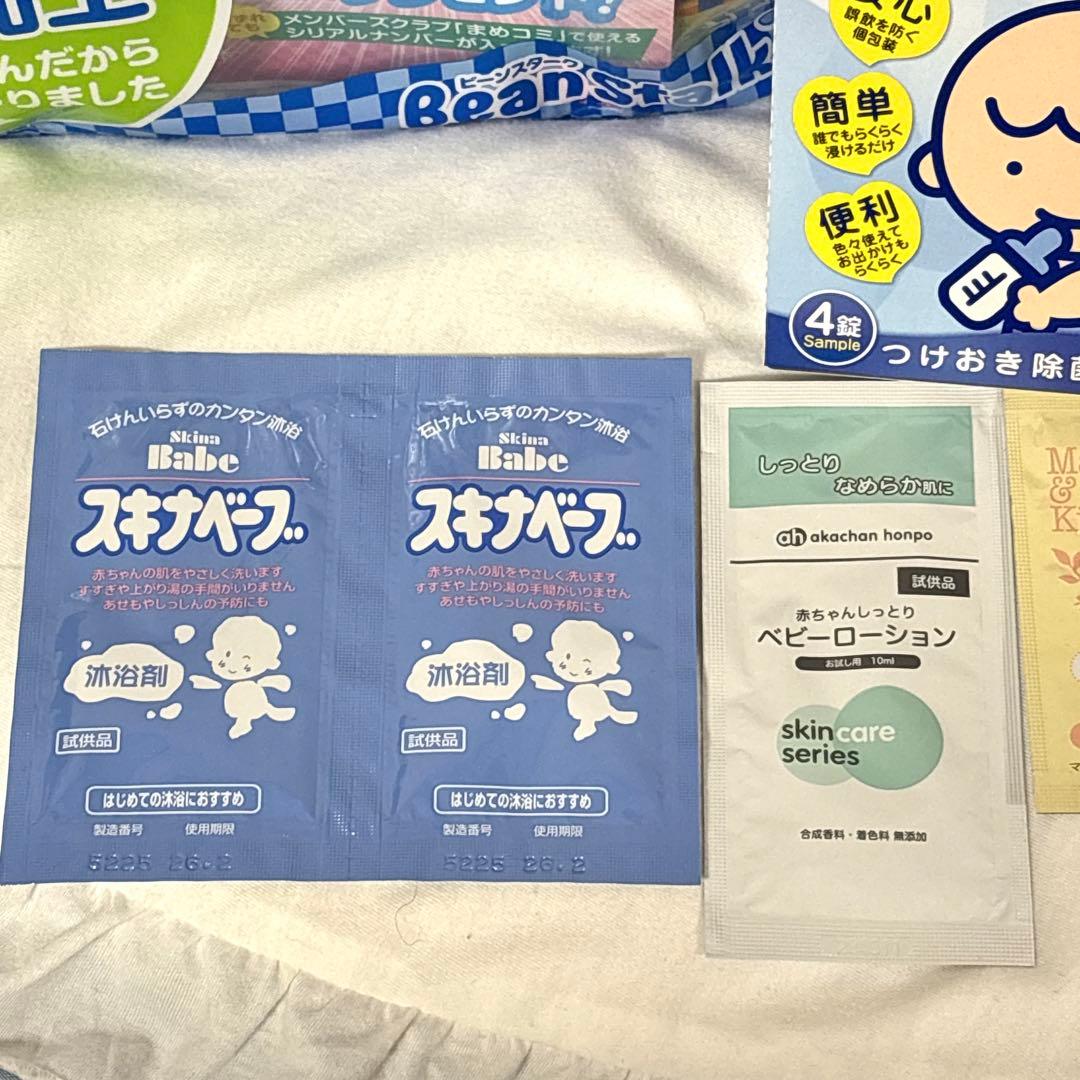 んだから
りました
メンバーズクラブ「まめコミ」で使える
シリアルナンバーが入
ビーンスターク
BeanStalk
安心
誤飲を防ぐ
個包装
簡単
誰でもらくらく
浸けるだけ
便利
色々使えて
お出かけも
らくらく
4錠
Sample
つけおき除菌
石けんいらずのカンタン沐浴
Skina
Babe
スキナベーブ
赤ちゃんの肌をやさしく洗います
すすぎや上がり湯の手間がいりません
あせもやしっしんの予防にも
沐浴剤
試供品
はじめての沐浴におすすめ
製造番号 使用期限
5225 26.2
石けんいらずのカンタン沐浴
Skina
Babe
スキナベーブ
赤ちゃんの肌をやさしく洗います
すすぎや上がり湯の手間がいりません
あせもやしっしんの予防にも
沐浴剤
試供品
はじめての沐浴におすすめ
製造番号 使用期限
5225 26.2
しっとり
なめらか肌に
ah akachan honpo
試供品
赤ちゃんしっとり
ベビーローション
お試し用 10ml
skincare
series
合成香料・着色料 無添加
M
&
K
マ